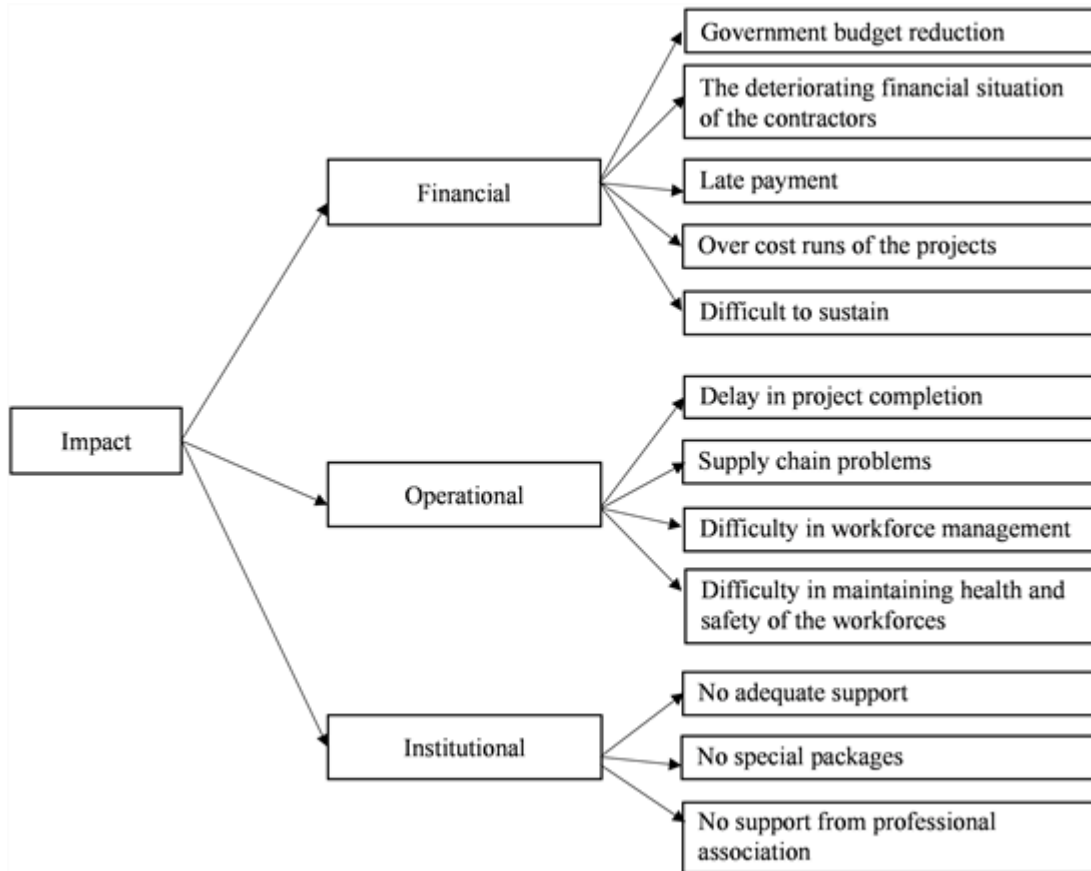 Government budget reduction
The deteriorating financial situation
of the contractors
Financial
Late payment
Over cost runs of the projects
Difficult to sustain
Impact
Delay in project completion
Supply chain problems
Operational
Difficulty in workforce management
Difficulty in maintaining health and
safety of the workforces
No adequate support
Institutional
No special packages
No support from professional
association